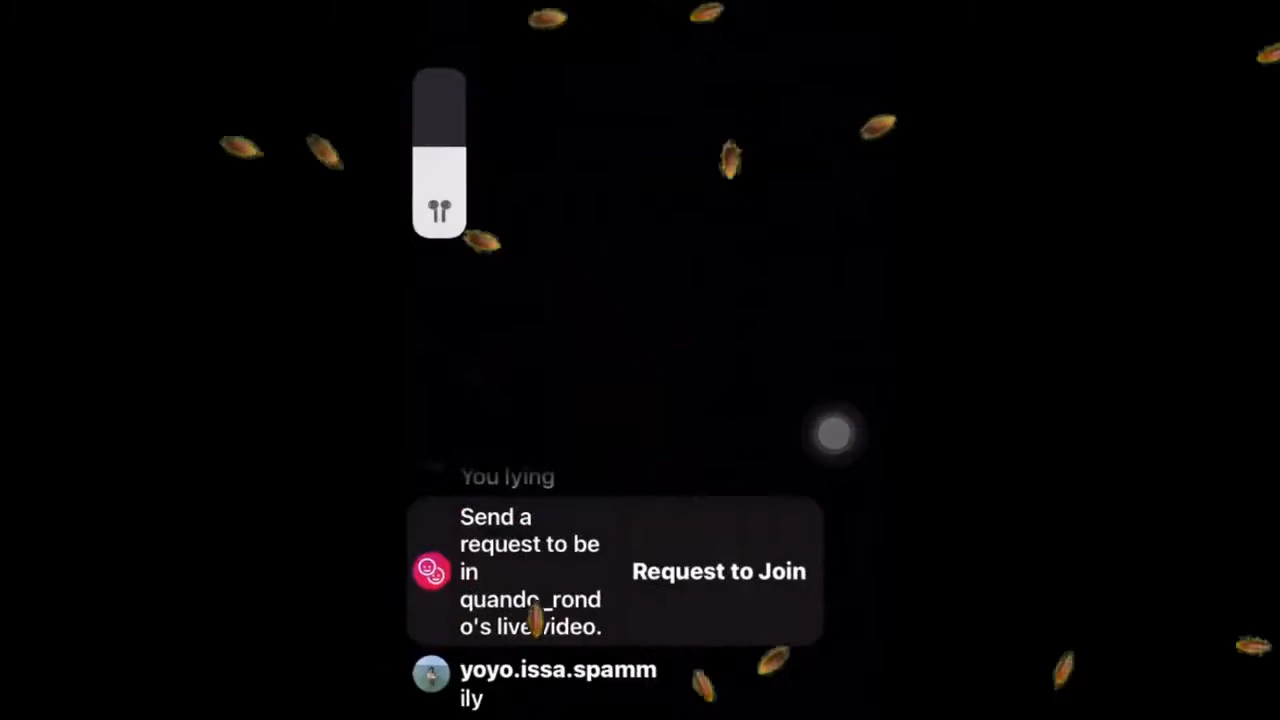 You lying
Send a
request to be
in
quando_rond
o's live video.
Request to Join
yoyo.issa.spamm
ily